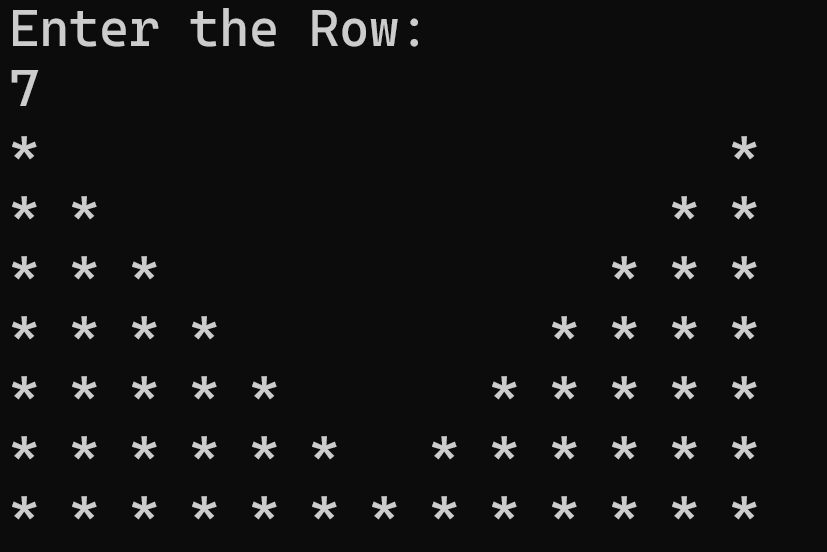 Enter the Row:
7
*                       *
* *                   * *
* * *               * * *
* * * *           * * * *
* * * * *       * * * * *
* * * * * *   * * * * * *
* * * * * * * * * * * * *